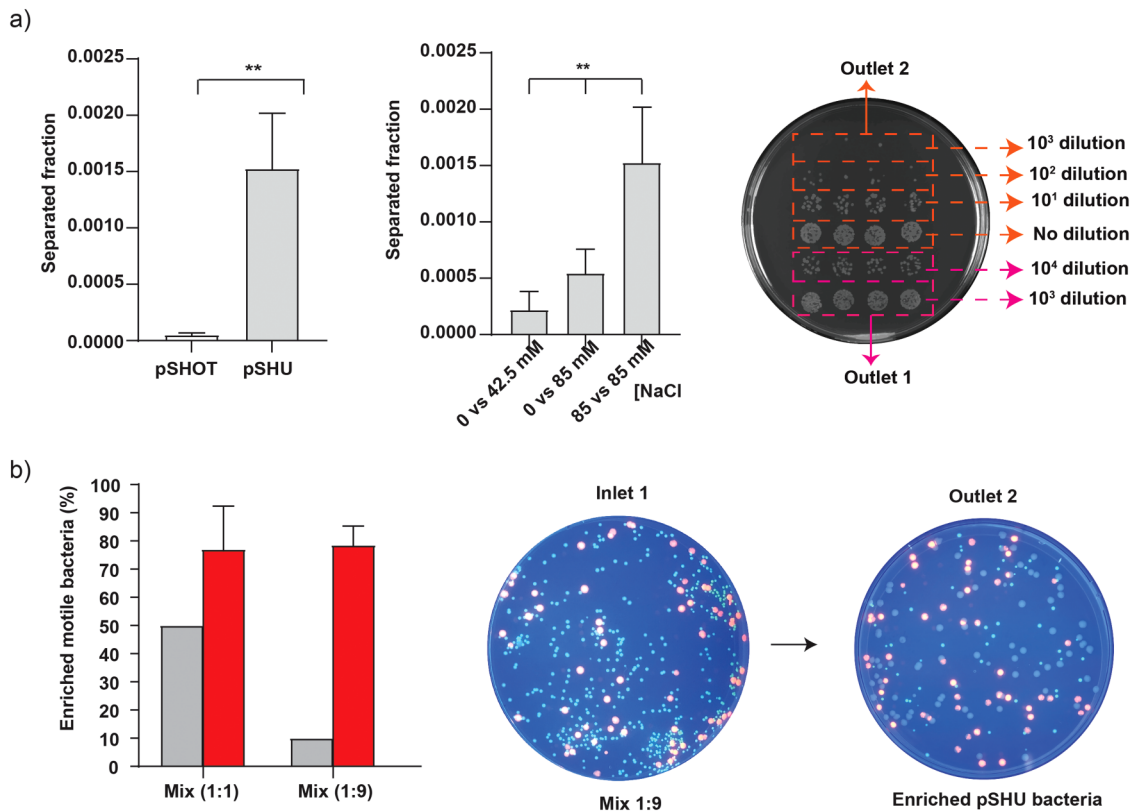 a)
0.0025
0.0020
0.0015
0.0010
0.0005
0.0000
Separated fraction
**
pSHOT
pSHU
0.0025
0.0020
0.0015
0.0010
0.0005
0.0000
Separated fraction
**
0 vs 42.5 mM
0 vs 85 mM
85 vs 85 mM
[NaCl
Outlet 2
10³ dilution
10² dilution
10¹ dilution
No dilution
10⁴ dilution
10³ dilution
Outlet 1
b)
100
90
80
70
60
50
40
30
20
10
0
Enriched motile bacteria (%)
Mix (1:1)
Mix (1:9)
Inlet 1
Mix 1:9
Outlet 2
Enriched pSHU bacteria